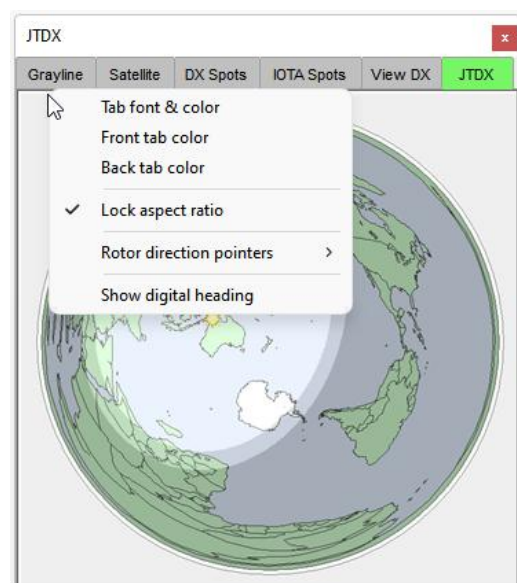 JTDX
x
Grayline Satellite DX Spots IOTA Spots View DX JTDX
Tab font & color
Front tab color
Back tab color
Lock aspect ratio
Rotor direction pointers
Show digital heading